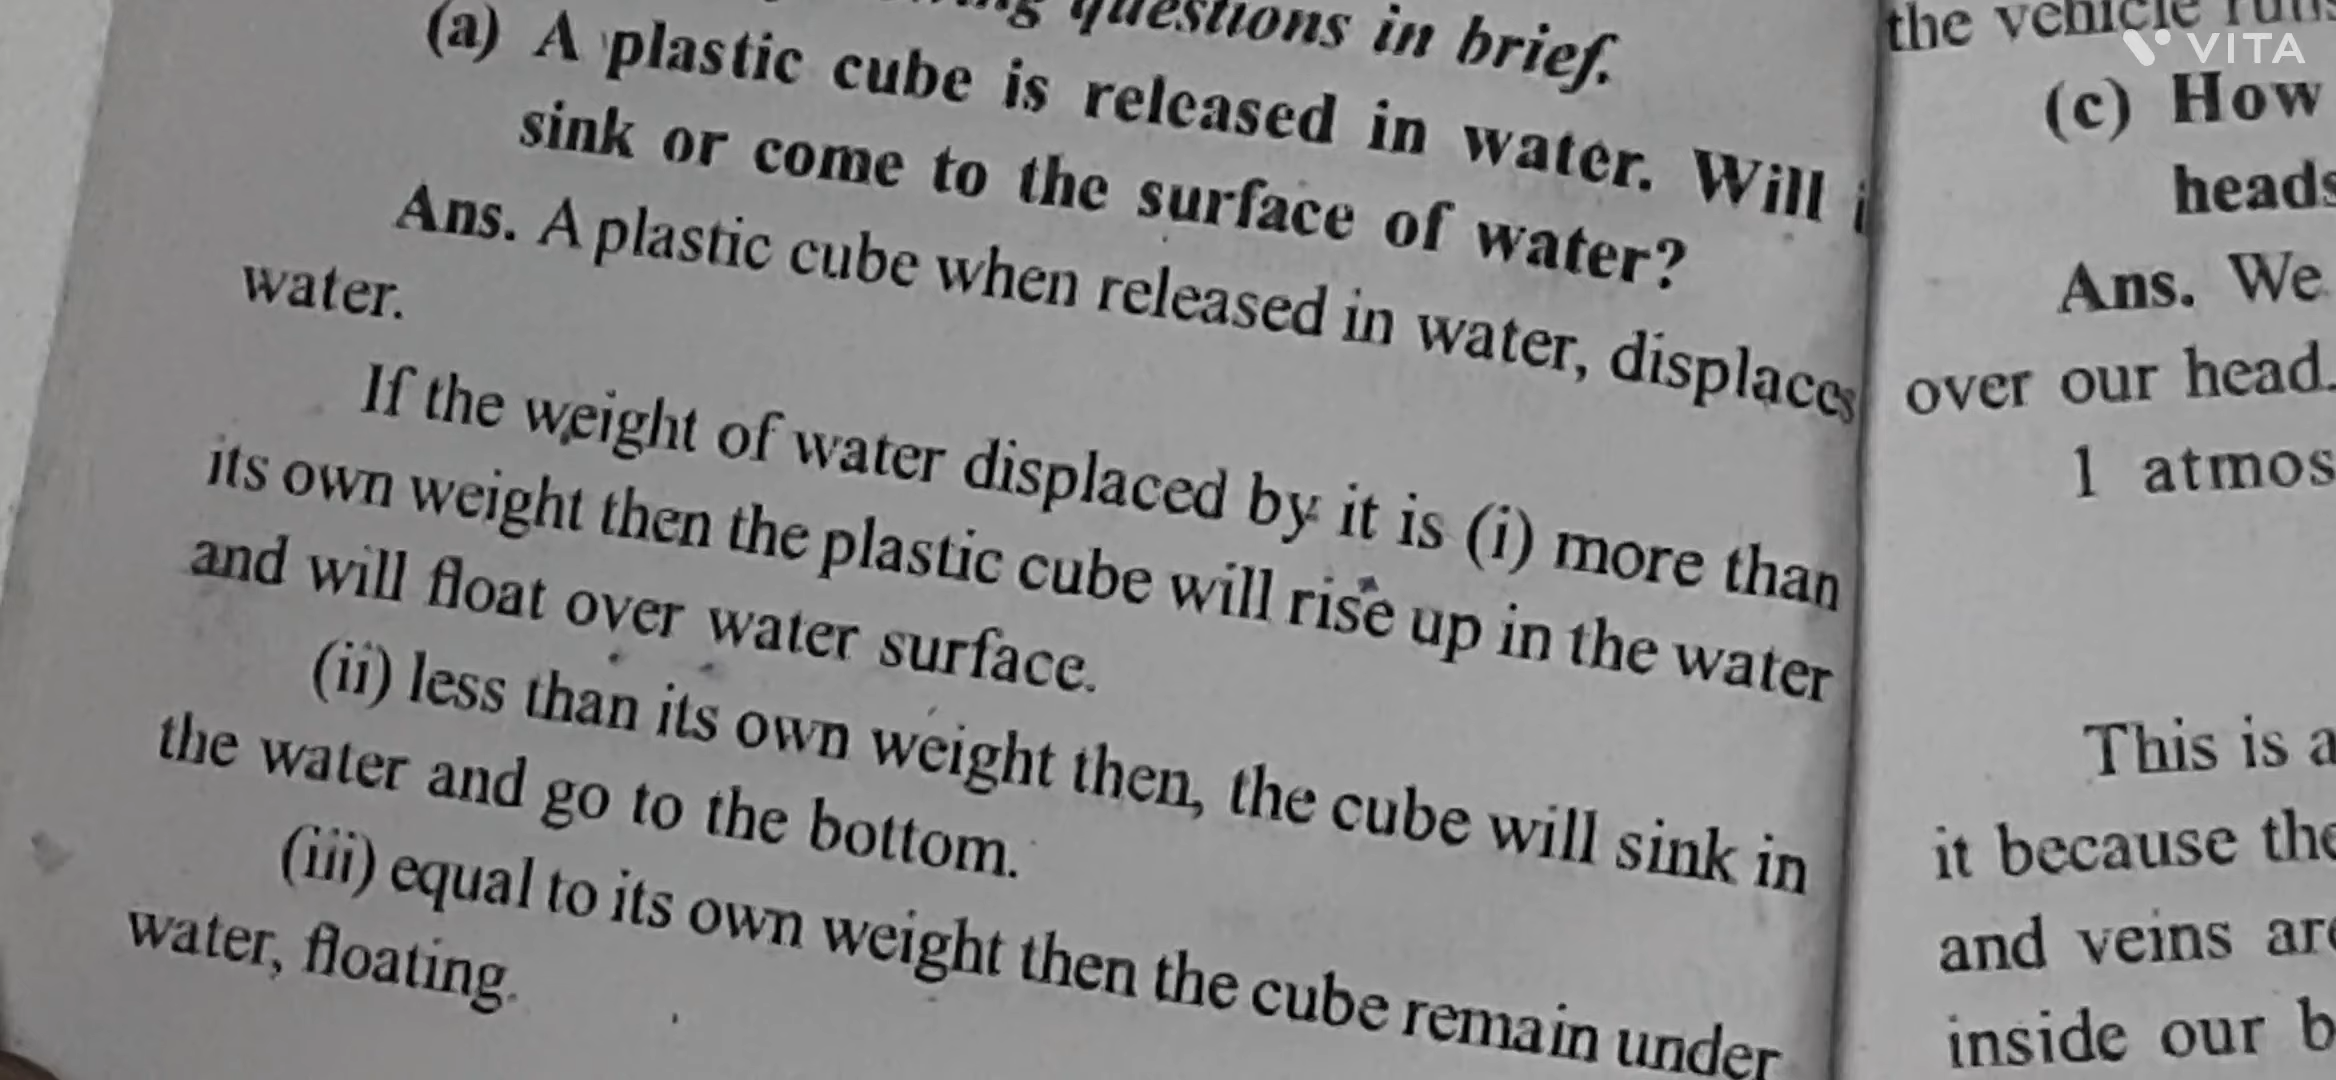 questions in brief.
(a) A plastic cube is released in water. Will
sink or come to the surface of water?
Ans. A plastic cube when released in water, displaces
water.
If the weight of water displaced by it is (i) more than
its own weight then the plastic cube will rise up in the water
and will float over water surface.
(ii) less than its own weight then, the cube will sink in
the water and go to the bottom.
(iii) equal to its own weight then the cube remain under
water, floating.
the vehicle
VITA
(c) How
heads
Ans. We
over our head.
1 atmos
This is a
it because the
and veins are
inside our b